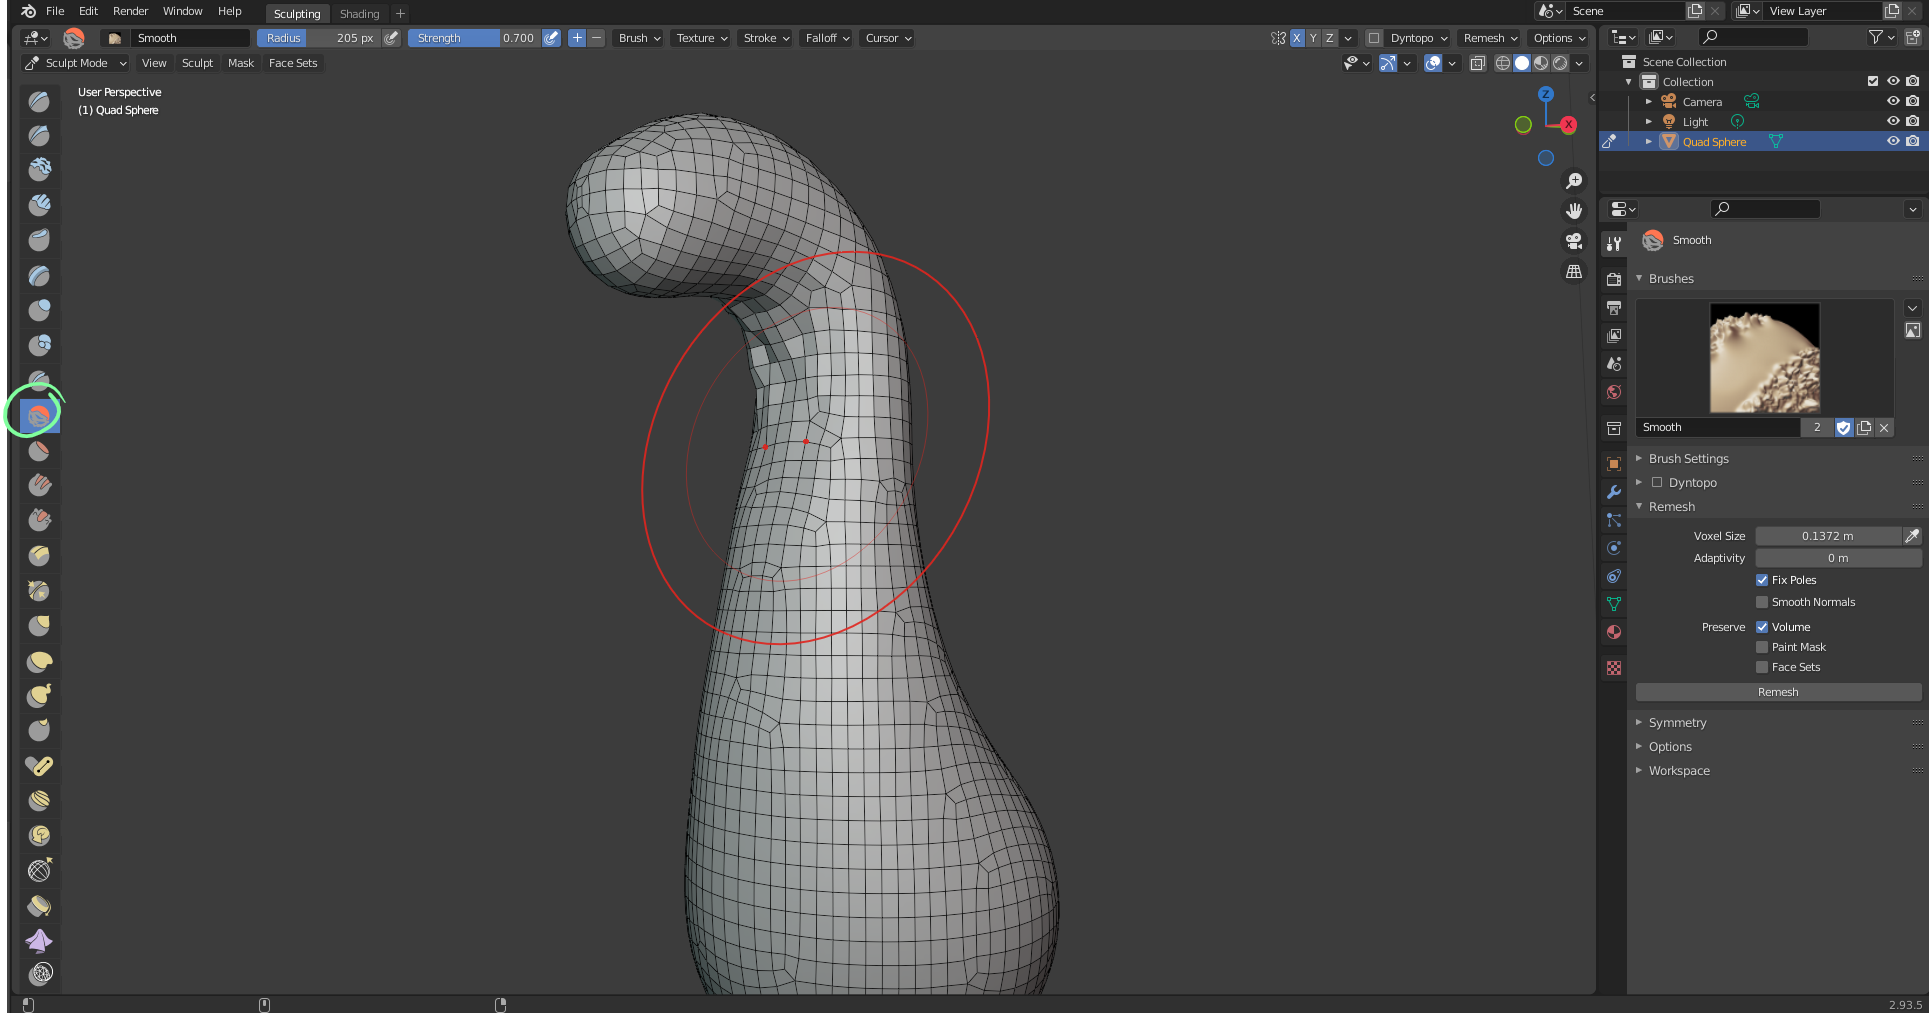 File Edit Render Window Help Sculpting Shading + Scene View Layer
Smooth Radius 205 px Strength 0.700 + − Brush Texture Stroke Falloff Cursor X Y Z Dyntopo Remesh Options
Sculpt Mode View Sculpt Mask Face Sets
User Perspective
(1) Quad Sphere
Z
X
Scene Collection
Collection
Camera
Light
Quad Sphere
Smooth
Brushes
Smooth 2
Brush Settings
Dyntopo
Remesh
Voxel Size 0.1372 m
Adaptivity 0 m
Fix Poles
Smooth Normals
Preserve Volume
Paint Mask
Face Sets
Remesh
Symmetry
Options
Workspace
2.93.5